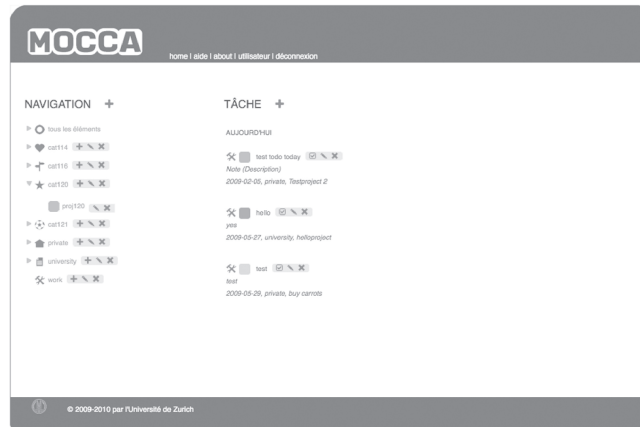 MOCCA
home I aide I about I utilisateur I déconnexion
NAVIGATION
tous les éléments
cat114
cat116
cat120
proj120
cat121
private
university
work
TÂCHE
AUJOURD'HUI
test todo today
Note (Description)
2009-02-05, private, Testproject 2
hello
yes
2009-05-27, university, helloproject
test
test
2009-05-29, private, buy carrots
© 2009-2010 par l'Université de Zurich